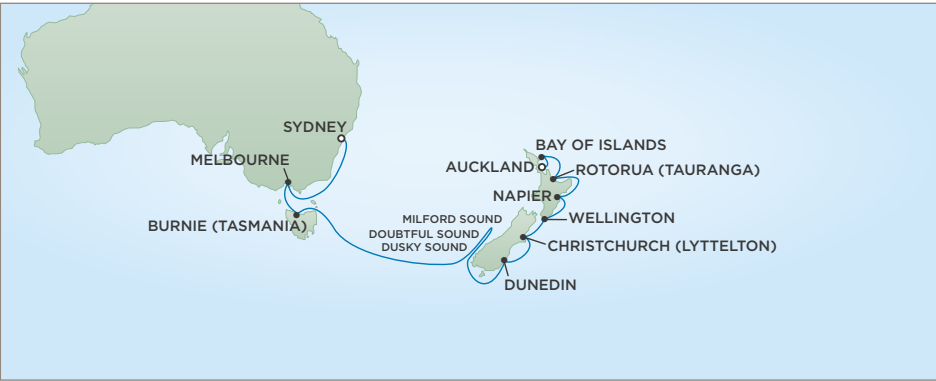 SYDNEY
MELBOURNE
BURNIE (TASMANIA)
MILFORD SOUND
DOUBTFUL SOUND
DUSKY SOUND
BAY OF ISLANDS
AUCKLAND
ROTORUA (TAURANGA)
NAPIER
WELLINGTON
CHRISTCHURCH (LYTTELTON)
DUNEDIN